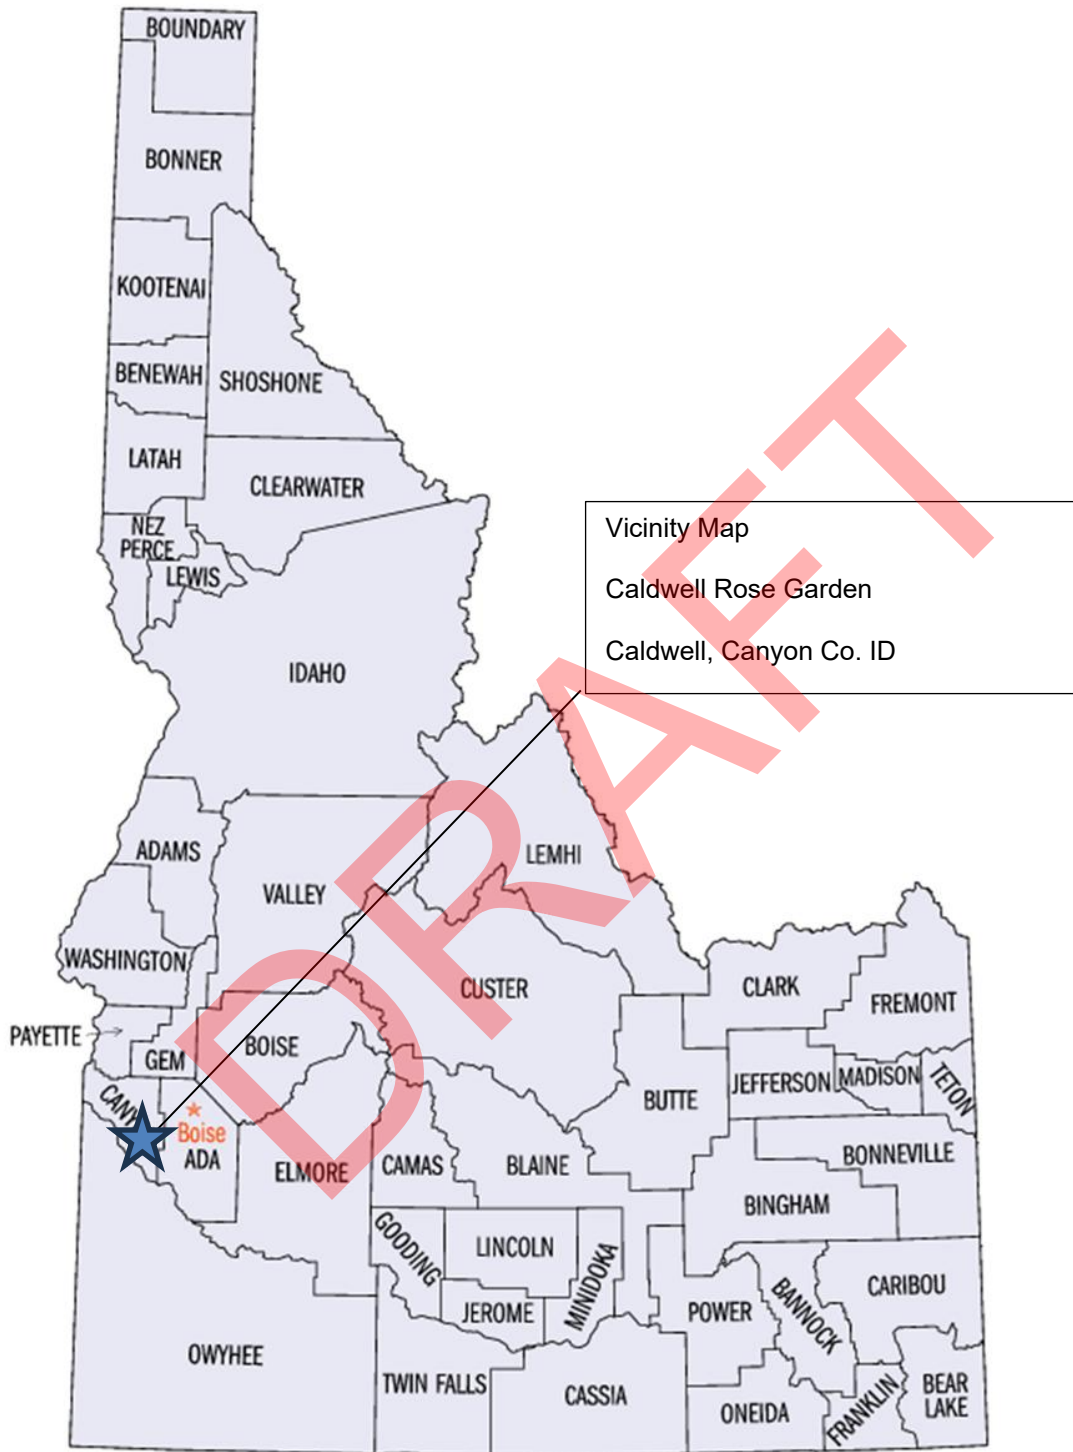 BOUNDARY
BONNER
KOOTENAI
BENEWAH
SHOSHONE
LATAH
CLEARWATER
NEZ
PERCE
LEWIS
Vicinity Map
Caldwell Rose Garden
Caldwell, Canyon Co. ID
IDAHO
DRAFT
ADAMS
LEMHI
VALLEY
WASHINGTON
CUSTER
CLARK
FREMONT
PAYETTE
GEM
BOISE
JEFFERSON
MADISON
TETON
BUTTE
CANY
Boise
ADA
ELMORE
CAMAS
BLAINE
BONNEVILLE
BINGHAM
GOODING
LINCOLN
MINIDOKA
JEROME
POWER
BANNOCK
CARIBOU
OWYHEE
TWIN FALLS
CASSIA
ONEIDA
FRANKLIN
BEAR
LAKE